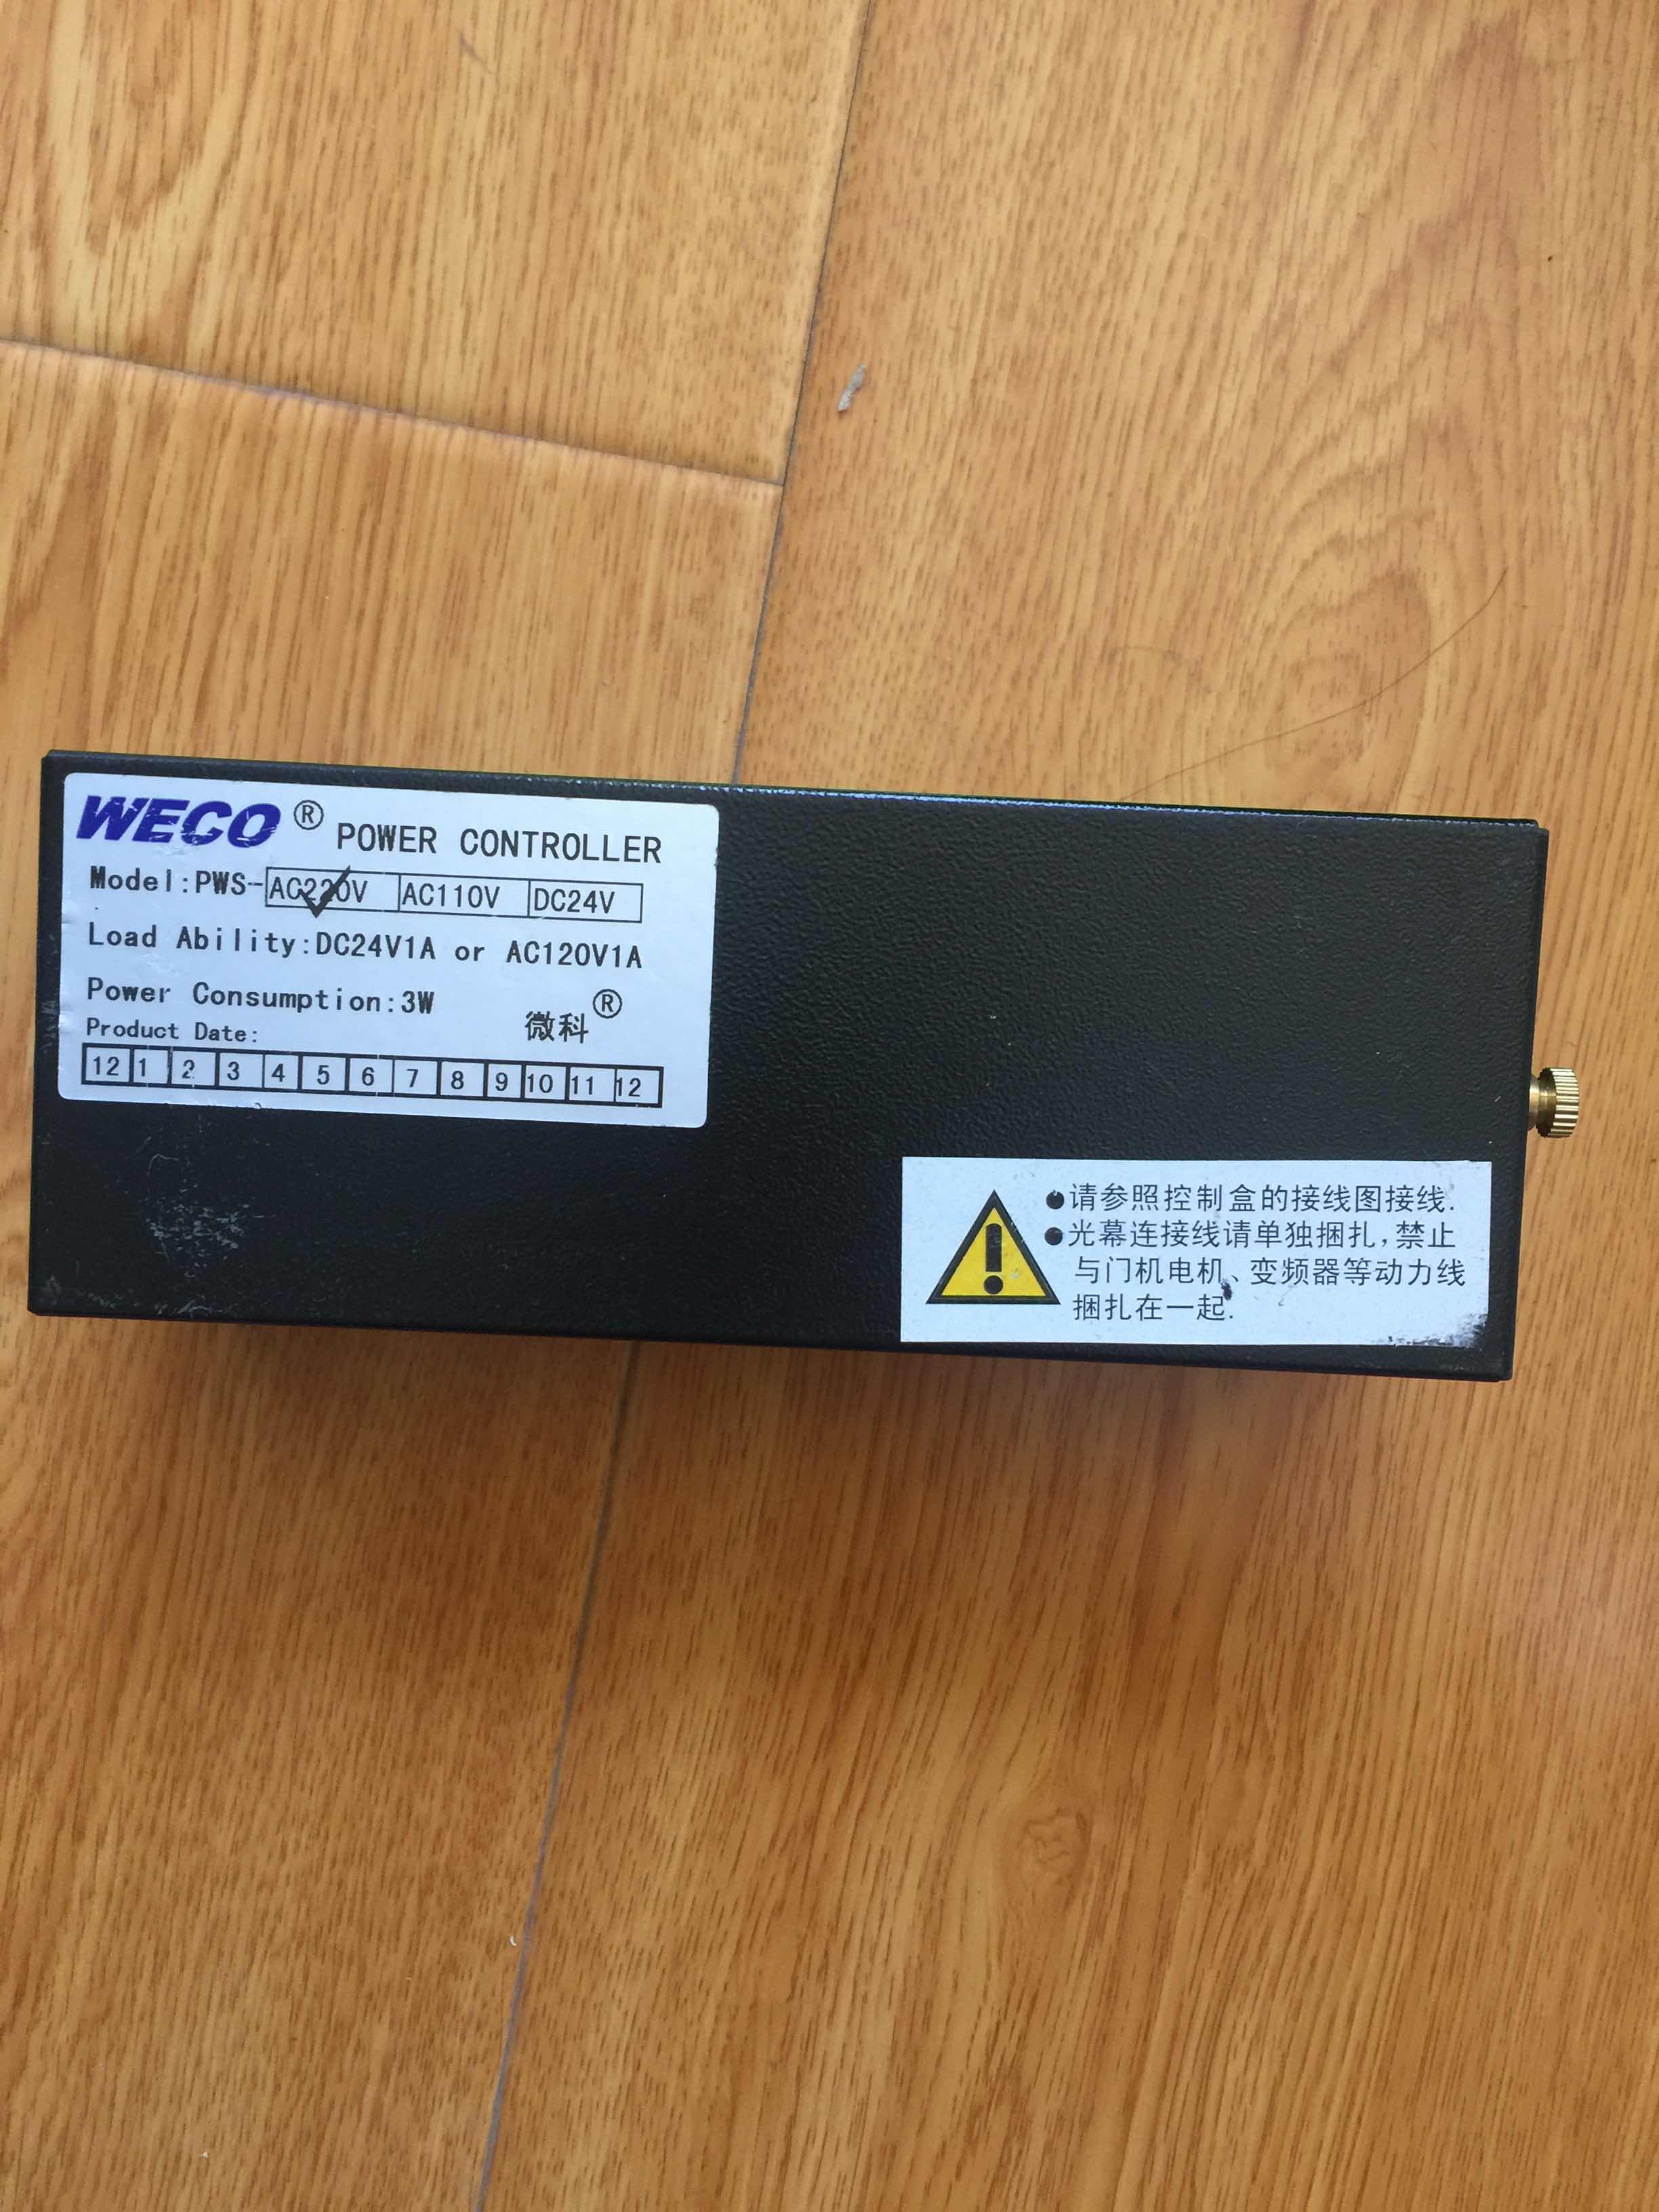 WECO® POWER CONTROLLER
Model:PWS-AC220V AC110V DC24V
Load Ability:DC24V1A or AC120V1A
Power Consumption:3W
微科®
Product Date:
12 1 2 3 4 5 6 7 8 9 10 11 12
●请参照控制盒的接线图接线.
●光幕连接线请单独捆扎,禁止
与门机电机、变频器等动力线
捆扎在一起.